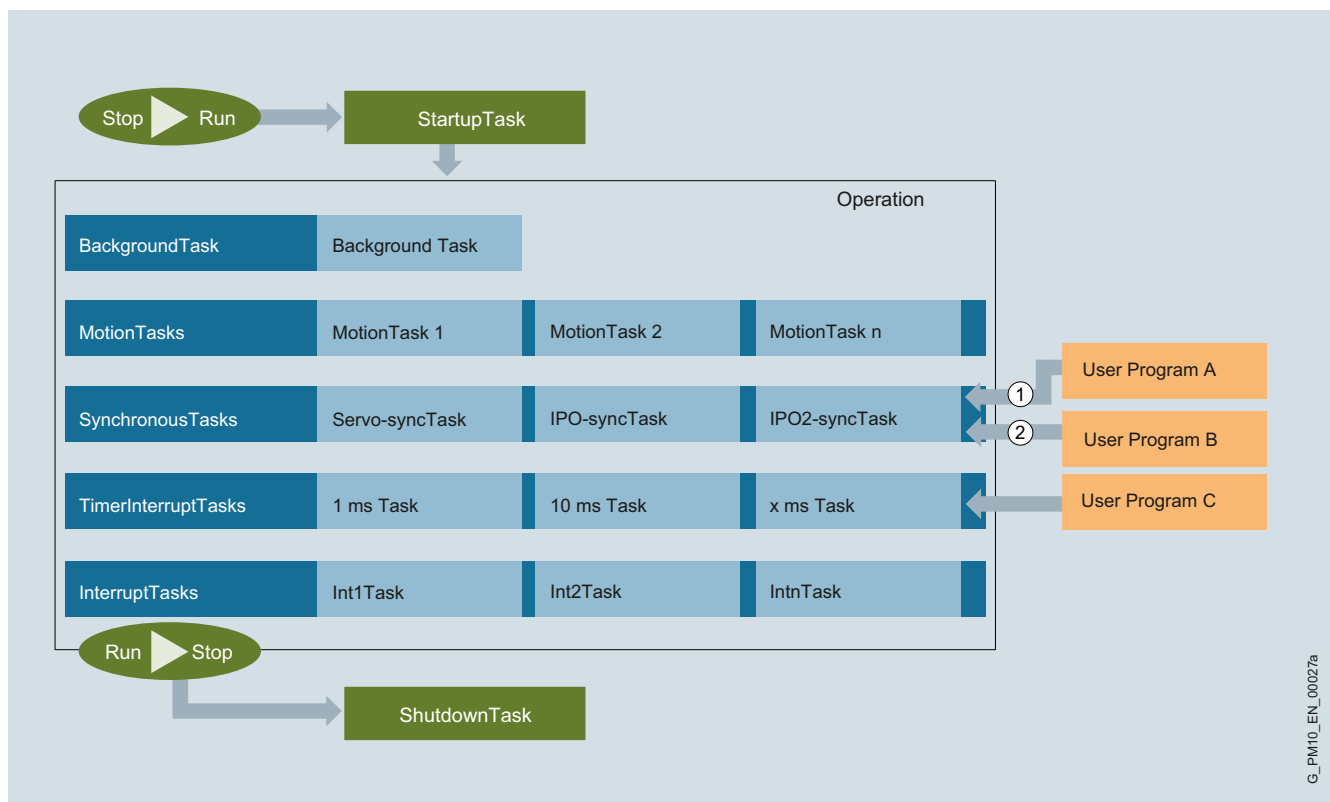 Stop Run
StartupTask
Operation
BackgroundTask
Background Task
MotionTasks
MotionTask 1
MotionTask 2
MotionTask n
SynchronousTasks
Servo-syncTask
IPO-syncTask
IPO2-syncTask
1
User Program A
2
User Program B
TimerInterruptTasks
1 ms Task
10 ms Task
x ms Task
User Program C
InterruptTasks
Int1Task
Int2Task
IntnTask
Run Stop
ShutdownTask
G_PM10_EN_00027a